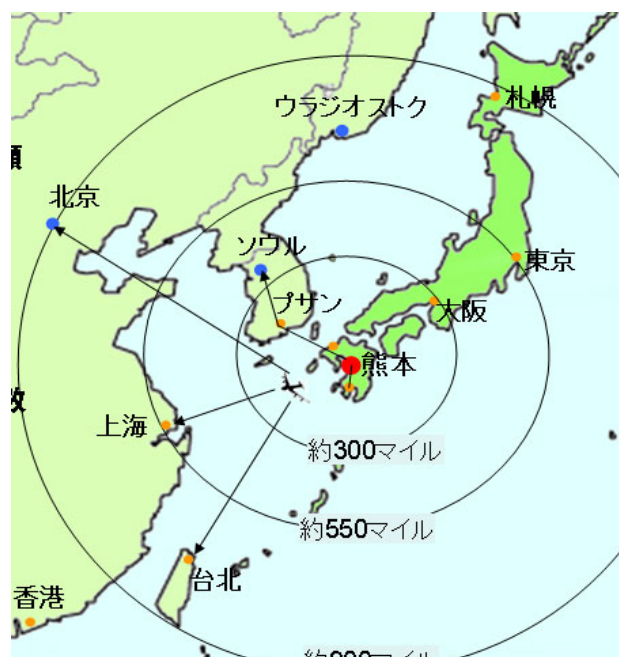 札幌
ウラジオストク
北京
ソウル
東京
プサン
大阪
熊本
上海
約300マイル
約550マイル
台北
香港